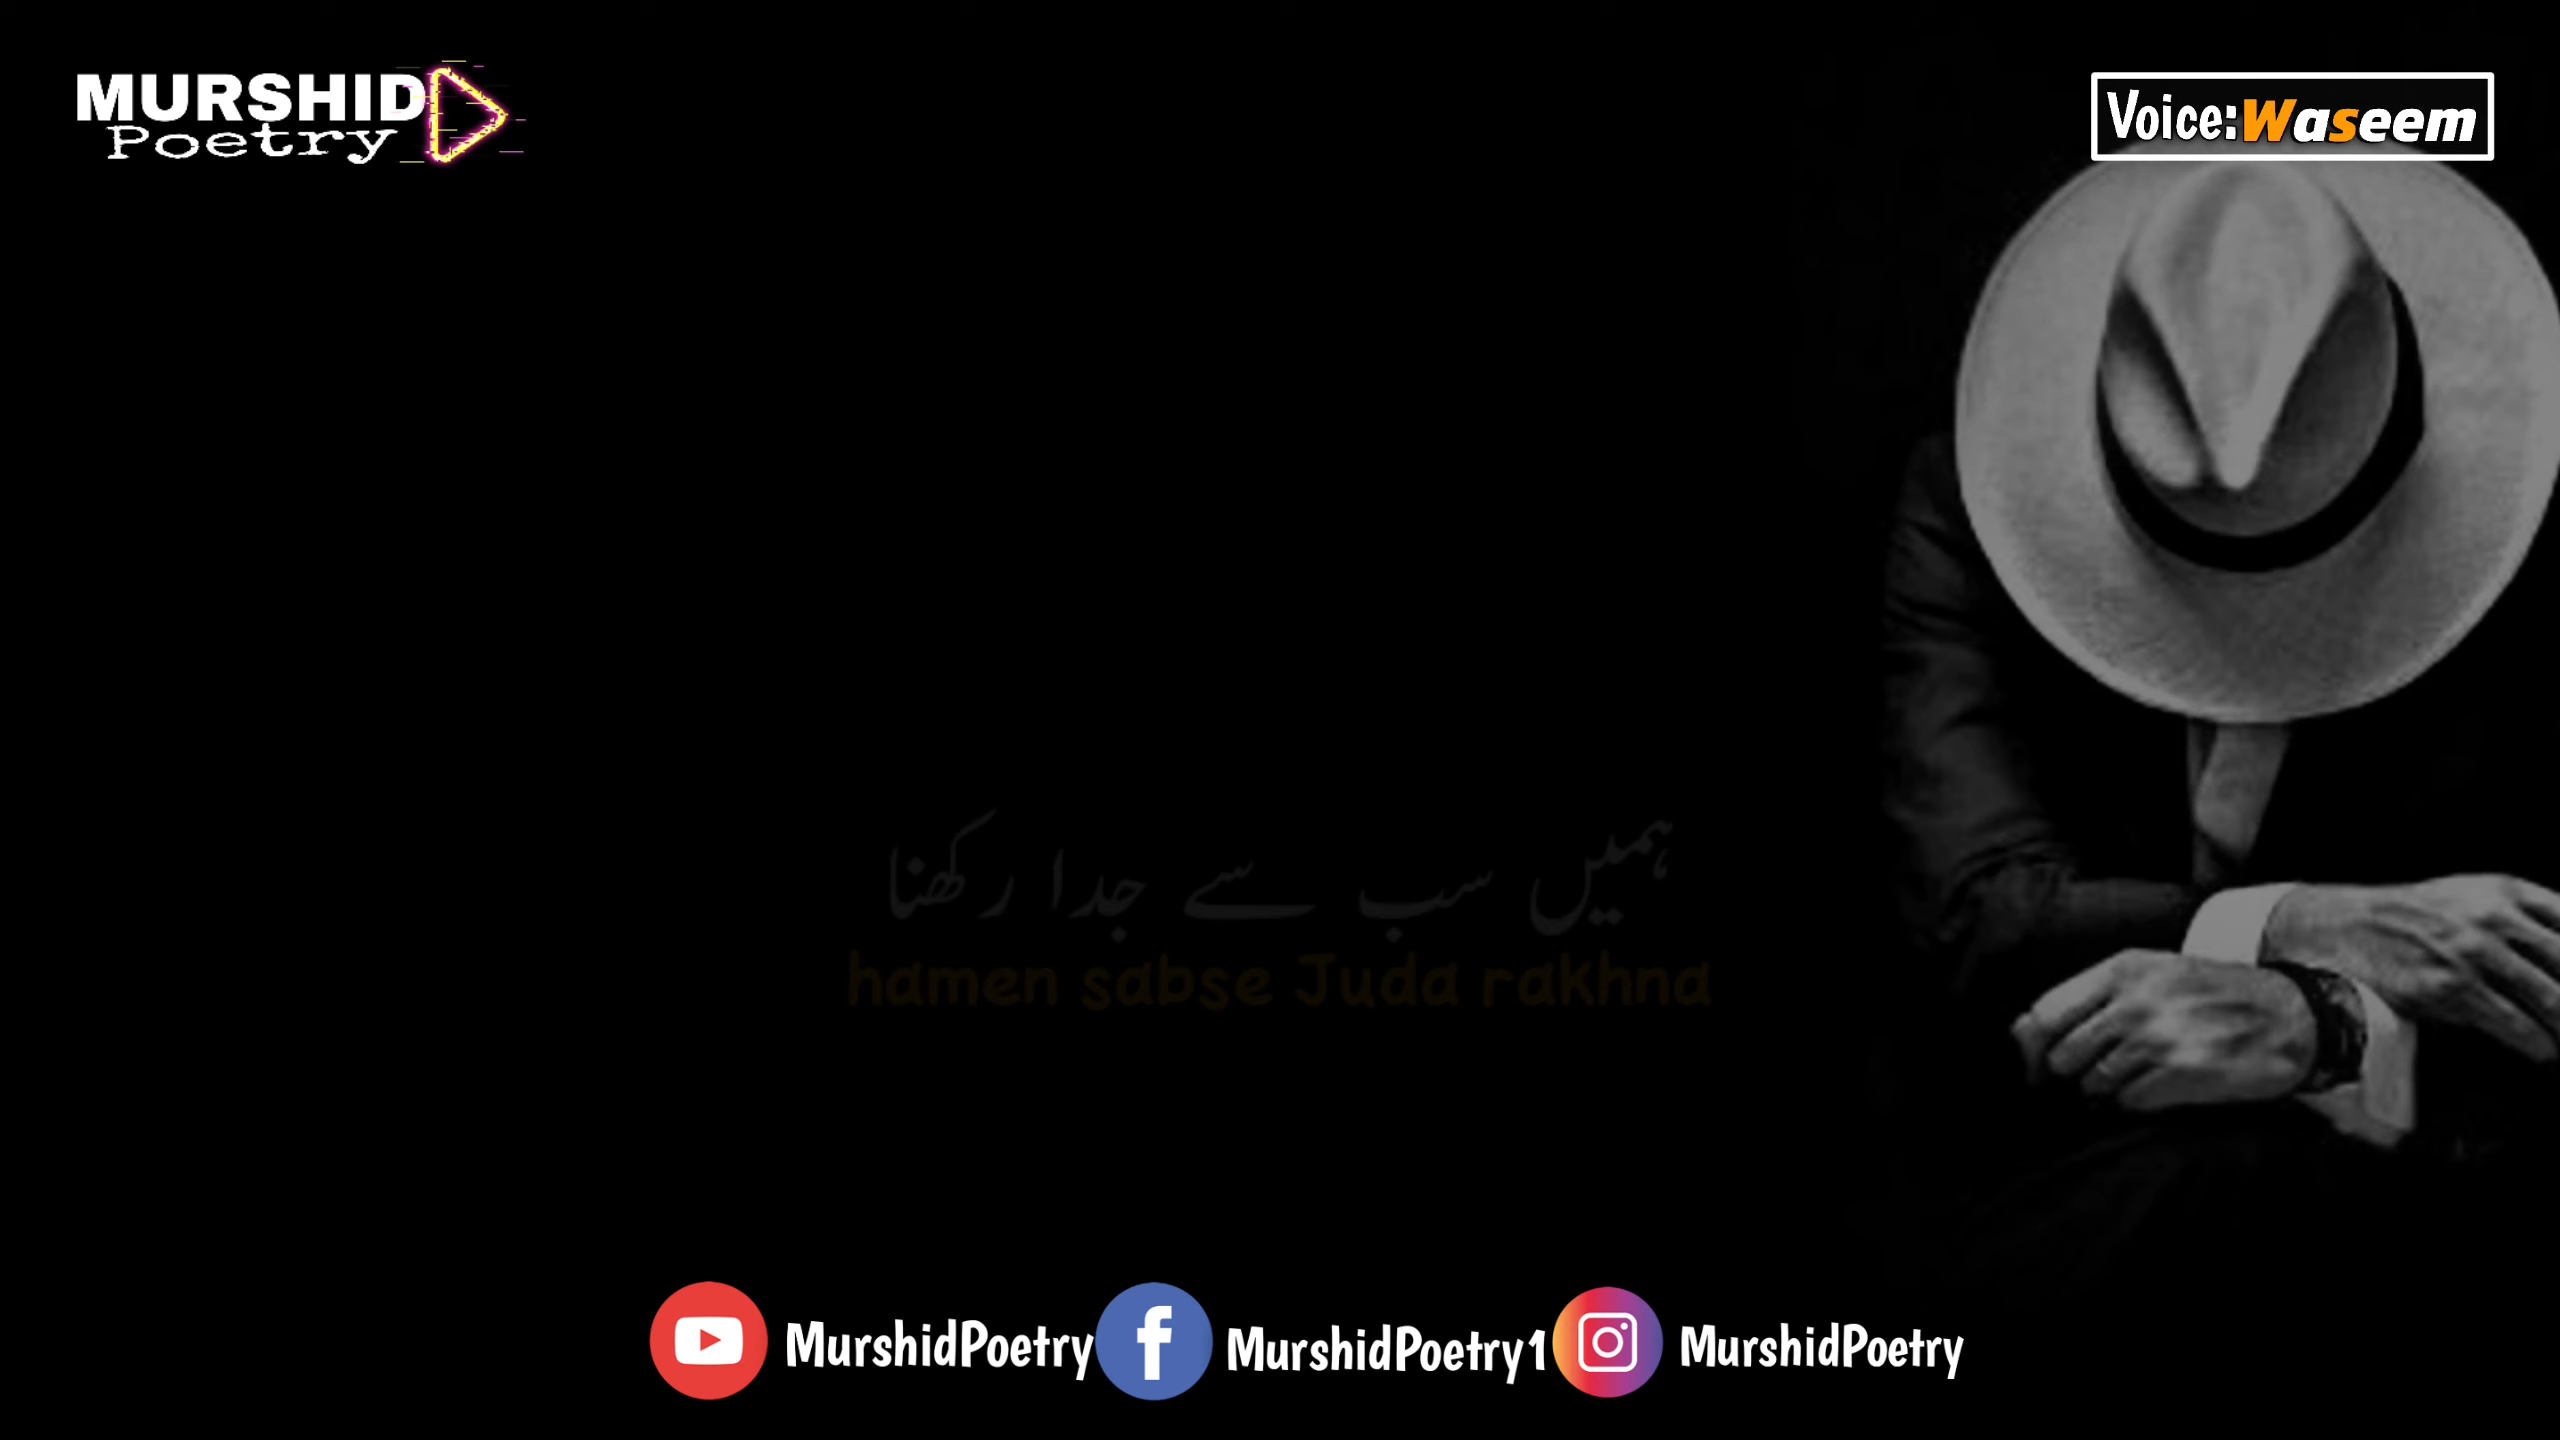 MURSHID
Poetry
Voice:Waseem
ہمیں سب سے جدا رکھنا
hamen sabse Juda rakhna
MurshidPoetry
MurshidPoetry1
MurshidPoetry